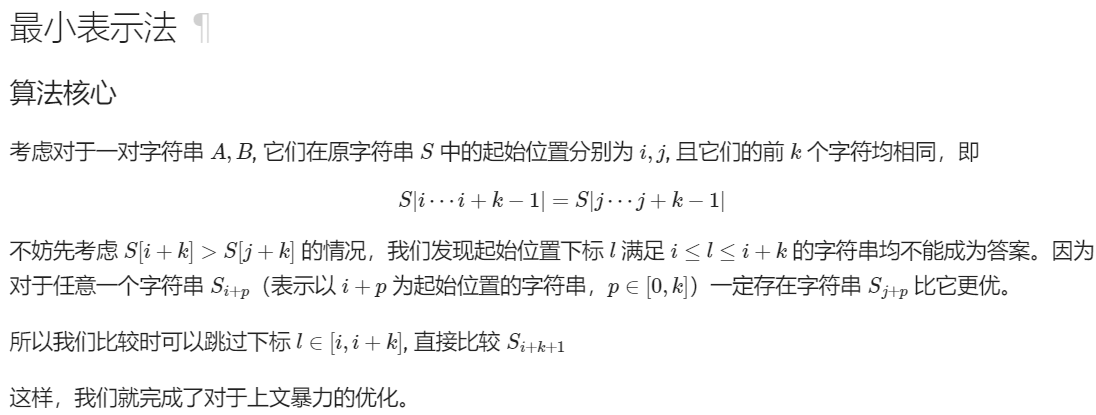 最小表示法 ¶
算法核心
考虑对于一对字符串 A, B, 它们在原字符串 S 中的起始位置分别为 i, j, 且它们的前 k 个字符均相同，即
S|i⋯i + k − 1| = S|j⋯j + k − 1|
不妨先考虑 S[i + k] > S[j + k] 的情况，我们发现起始位置下标 l 满足 i ≤ l ≤ i + k 的字符串均不能成为答案。因为
对于任意一个字符串 S_{i+p}（表示以 i + p 为起始位置的字符串，p ∈ [0, k]）一定存在字符串 S_{j+p} 比它更优。
所以我们比较时可以跳过下标 l ∈ [i, i + k], 直接比较 S_{i+k+1}
这样，我们就完成了对于上文暴力的优化。